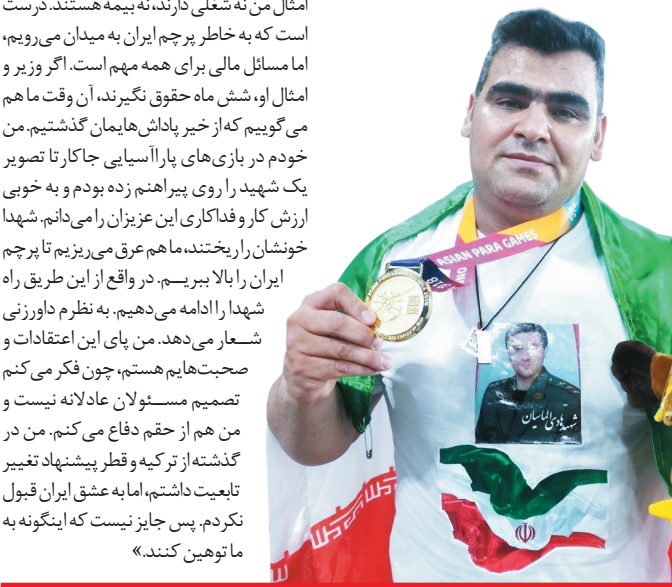 امثال من نه شغلی دارند، نه بیمه هستند. درست
است که به خاطر پرچم ایران به میدان می‌رویم،
اما مسائل مالی برای همه مهم است. اگر وزیر و
امثال او، شش ماه حقوق نگیرند، آن وقت ما هم
می‌گوییم که از خیر پاداش‌هایمان گذشتیم. من
خودم در بازی‌های پاراآسیایی جاکارتا تصویر
یک شهید را روی پیراهنم زده بودم و به خوبی
ارزش کار و فداکاری این عزیزان را می‌دانم. شهدا
خونشان را ریختند، ما هم عرق می‌ریزیم تا پرچم
ایران را بالا ببریــم. در واقع از این طریق راه
شهدا را ادامه می‌دهیم. به نظرم داورزنی
شــعار می‌دهد. من پای این اعتقادات و
صحبت‌هایم هستم، چون فکر می‌کنم
تصمیم مســئولان عادلانه نیست و
من هم از حقم دفاع می‌کنم. من در
گذشته از ترکیه و قطر پیشنهاد تغییر
تابعیت داشتم، اما به عشق ایران قبول
نکردم. پس جایز نیست که اینگونه به
ما توهین کنند.»
ASIAN PARA GAMES
شهید هادی الماسیان